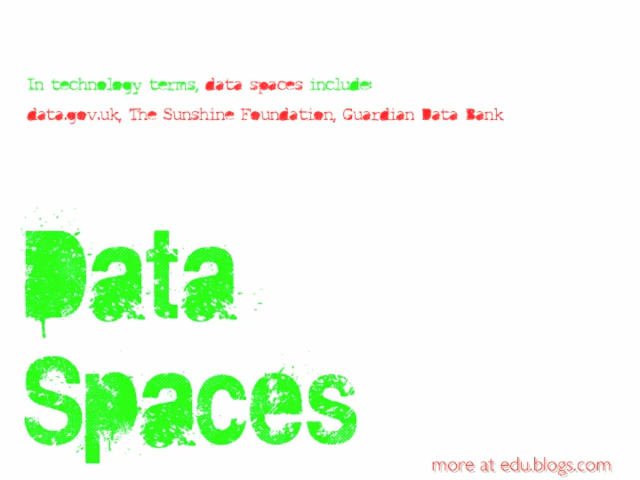 In technology terms, data spaces include:
data.gov.uk, The Sunshine Foundation, Guardian Data Bank
Data
Spaces
more at edu.blogs.com